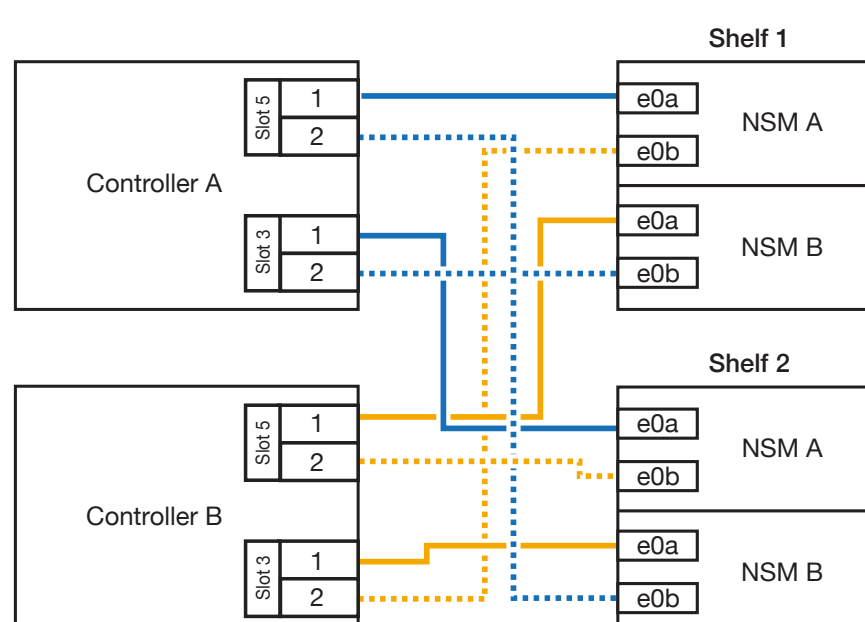 Controller A
Slot 5
1
2
Slot 3
1
2
Controller B
Slot 5
1
2
Slot 3
1
2
Shelf 1
e0a
e0b
NSM A
e0a
e0b
NSM B
Shelf 2
e0a
e0b
NSM A
e0a
e0b
NSM B